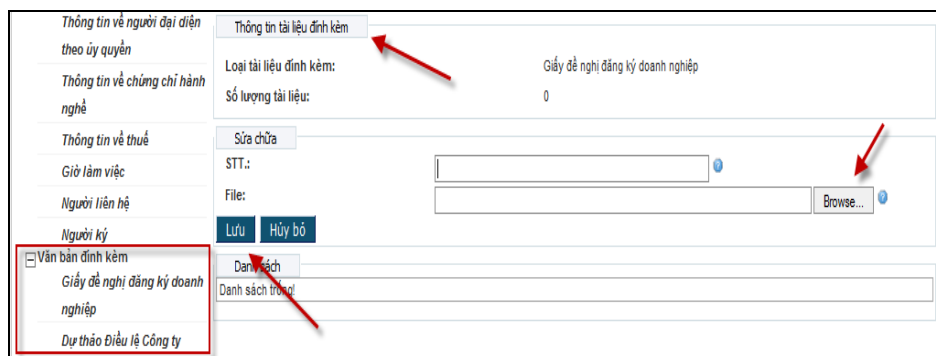 Thông tin về người đại diện
theo ủy quyền
Thông tin về chứng chỉ hành
nghề
Thông tin về thuế
Giờ làm việc
Người liên hệ
Người ký
Văn bản đính kèm
Giấy đề nghị đăng ký doanh
nghiệp
Dự thảo Điều lệ Công ty
Thông tin tài liệu đính kèm
Loại tài liệu đính kèm: Giấy đề nghị đăng ký doanh nghiệp
Số lượng tài liệu: 0
Sửa chữa
STT.:
File: Browse...
Lưu Hủy bỏ
Danh sách
Danh sách trống!